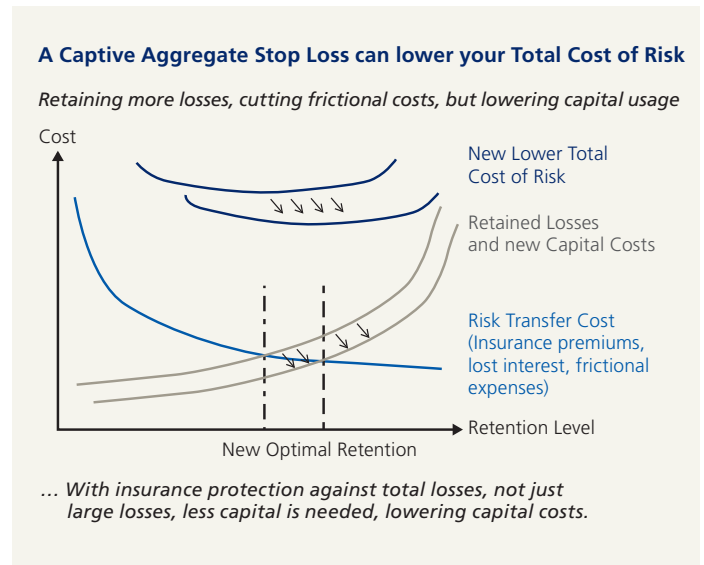 A Captive Aggregate Stop Loss can lower your Total Cost of Risk
Retaining more losses, cutting frictional costs, but lowering capital usage
Cost
New Lower Total
Cost of Risk
Retained Losses
and new Capital Costs
Risk Transfer Cost
(Insurance premiums,
lost interest, frictional
expenses)
Retention Level
New Optimal Retention
... With insurance protection against total losses, not just
large losses, less capital is needed, lowering capital costs.